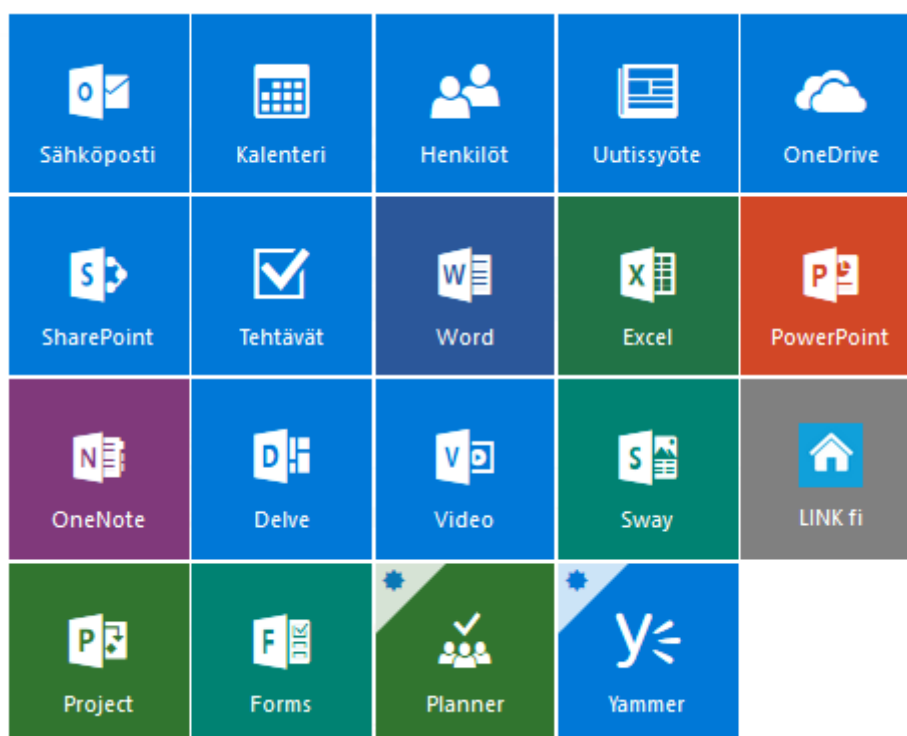 Sähköposti
Kalenteri
Henkilöt
Uutissyöte
OneDrive
SharePoint
Tehtävät
Word
Excel
PowerPoint
OneNote
Delve
Video
Sway
LINK fi
Project
Forms
Planner
Yammer